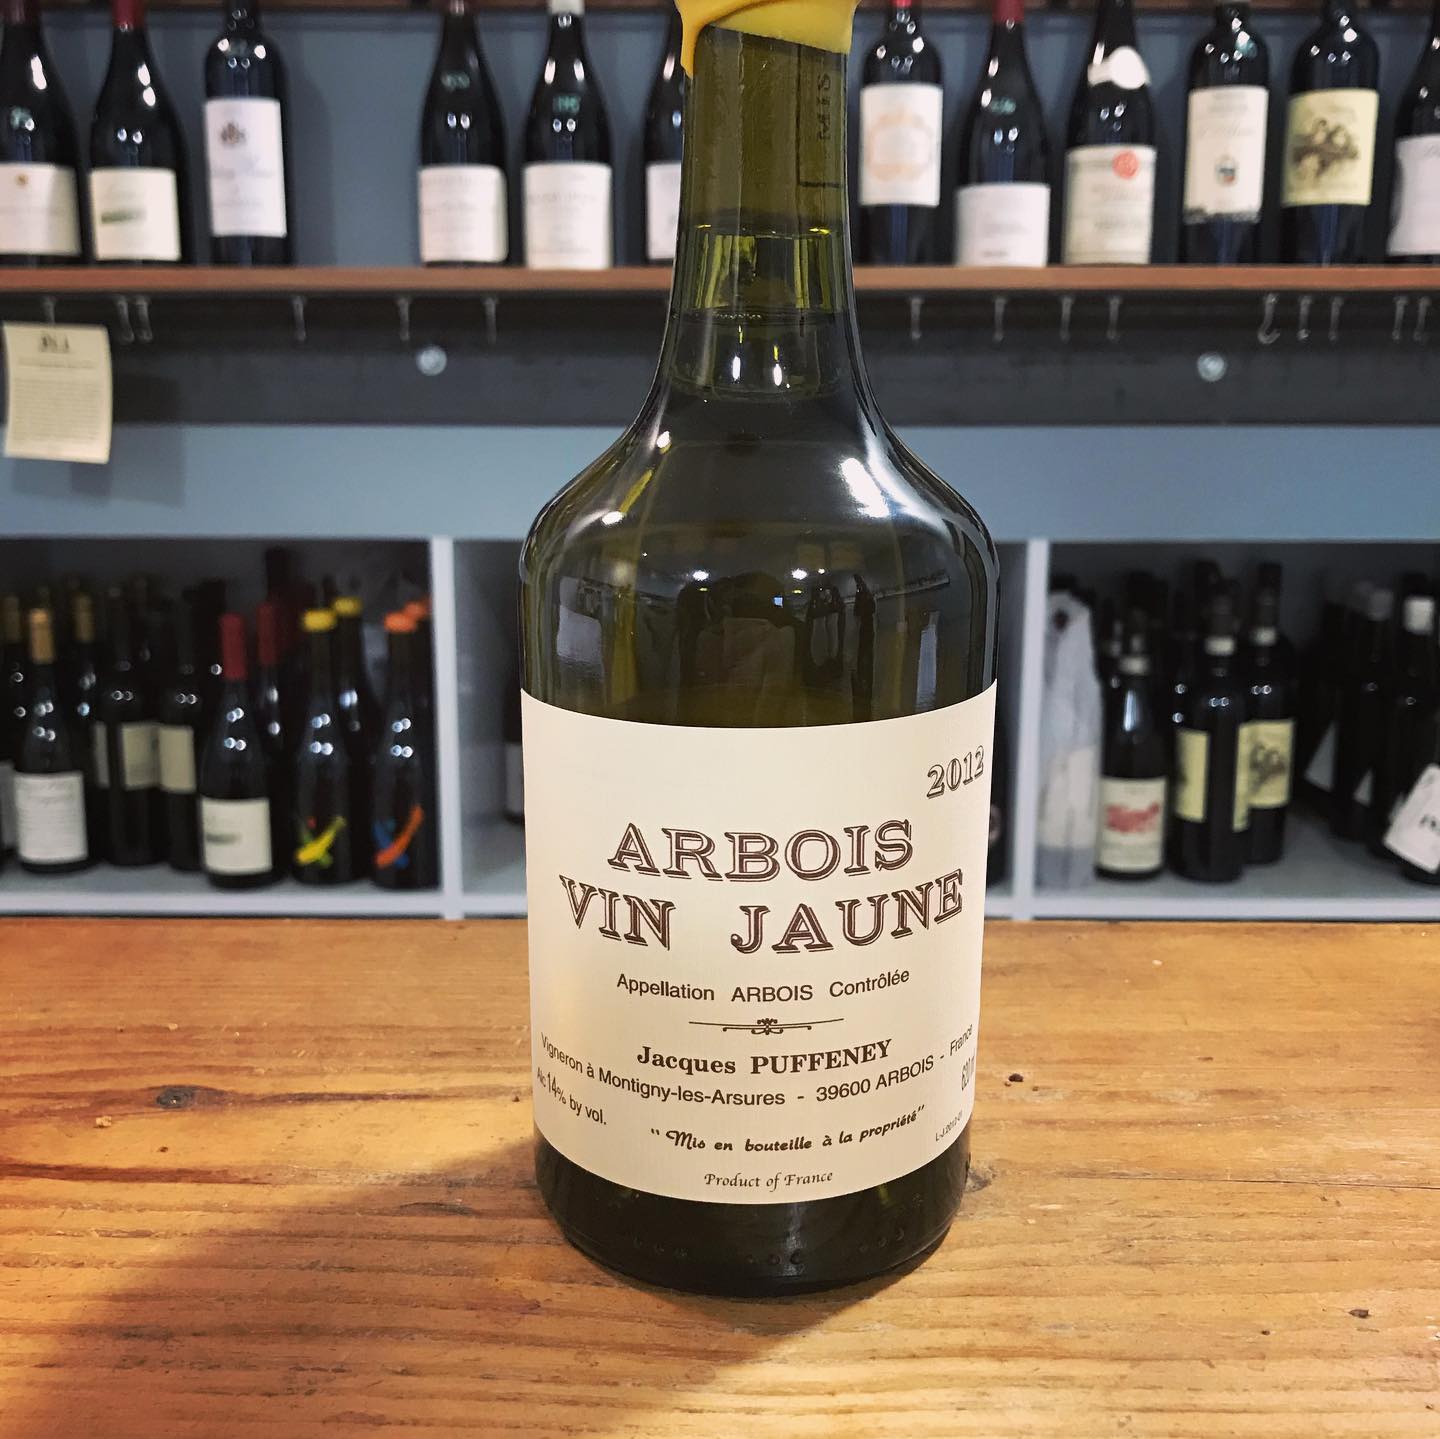 MIS
2012
ARBOIS
VIN JAUNE
Appellation ARBOIS Contrôlée
Jacques PUFFENEY
Vigneron à Montigny-les-Arsures - 39600 ARBOIS - France
Alc 14% by vol.
“Mis en bouteille à la propriété”
Product of France